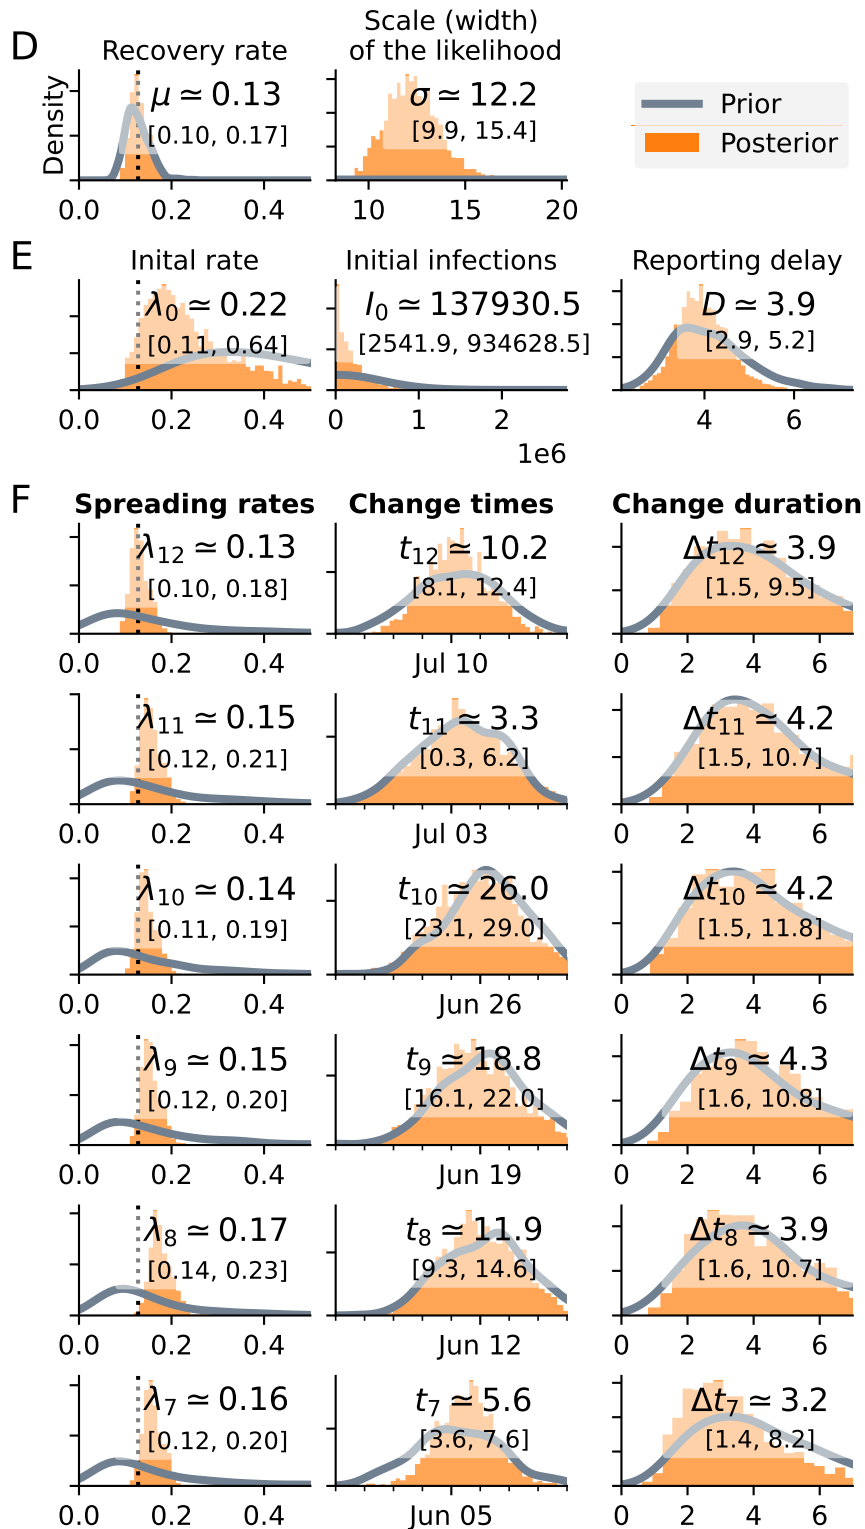 D
Recovery rate
Scale (width)
of the likelihood
Density
μ ≃ 0.13
[0.10, 0.17]
σ ≃ 12.2
[9.9, 15.4]
Prior
Posterior
0.0 0.2 0.4
10 15 20
E
Inital rate
Initial infections
Reporting delay
λ0 ≃ 0.22
[0.11, 0.64]
I0 ≃ 137930.5
[2541.9, 934628.5]
D ≃ 3.9
[2.9, 5.2]
0.0 0.2 0.4
0 1 2
1e6
4 6
F
Spreading rates
Change times
Change duration
λ12 ≃ 0.13
[0.10, 0.18]
t12 ≃ 10.2
[8.1, 12.4]
Δt12 ≃ 3.9
[1.5, 9.5]
0.0 0.2 0.4
Jul 10
0 2 4 6
λ11 ≃ 0.15
[0.12, 0.21]
t11 ≃ 3.3
[0.3, 6.2]
Δt11 ≃ 4.2
[1.5, 10.7]
0.0 0.2 0.4
Jul 03
0 2 4 6
λ10 ≃ 0.14
[0.11, 0.19]
t10 ≃ 26.0
[23.1, 29.0]
Δt10 ≃ 4.2
[1.5, 11.8]
0.0 0.2 0.4
Jun 26
0 2 4 6
λ9 ≃ 0.15
[0.12, 0.20]
t9 ≃ 18.8
[16.1, 22.0]
Δt9 ≃ 4.3
[1.6, 10.8]
0.0 0.2 0.4
Jun 19
0 2 4 6
λ8 ≃ 0.17
[0.14, 0.23]
t8 ≃ 11.9
[9.3, 14.6]
Δt8 ≃ 3.9
[1.6, 10.7]
0.0 0.2 0.4
Jun 12
0 2 4 6
λ7 ≃ 0.16
[0.12, 0.20]
t7 ≃ 5.6
[3.6, 7.6]
Δt7 ≃ 3.2
[1.4, 8.2]
0.0 0.2 0.4
Jun 05
0 2 4 6